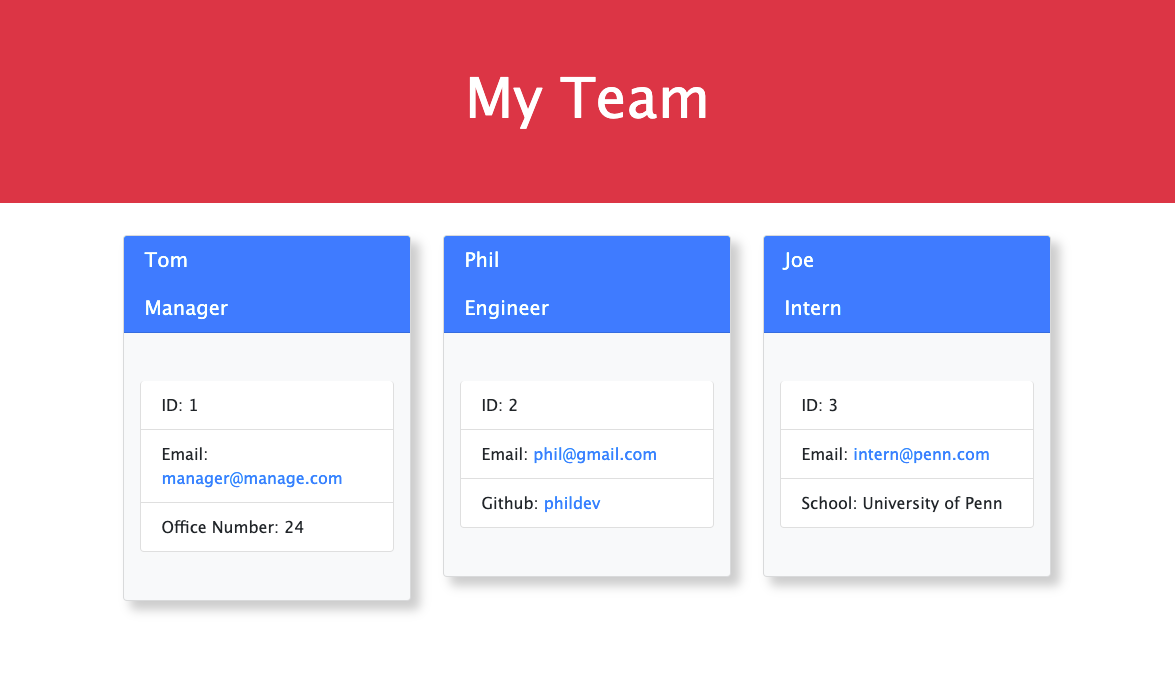 My Team
Tom
Manager
ID: 1
Email:
manager@manage.com
Office Number: 24
Phil
Engineer
ID: 2
Email: phil@gmail.com
Github: phildev
Joe
Intern
ID: 3
Email: intern@penn.com
School: University of Penn